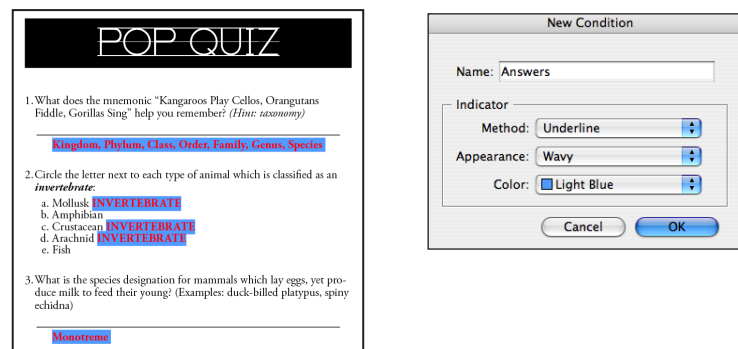 POP QUIZ
1. What does the mnemonic “Kangaroos Play Cellos, Orangutans
Fiddle, Gorillas Sing” help you remember? (Hint: taxonomy)
Kingdom, Phylum, Class, Order, Family, Genus, Species
2. Circle the letter next to each type of animal which is classified as an
invertebrate:
a. Mollusk INVERTEBRATE
b. Amphibian
c. Crustacean INVERTEBRATE
d. Arachnid INVERTEBRATE
e. Fish
3. What is the species designation for mammals which lay eggs, yet pro-
duce milk to feed their young? (Examples: duck-billed platypus, spiny
echidna)
Monotreme
New Condition
Name: Answers
Indicator
Method: Underline
Appearance: Wavy
Color: Light Blue
Cancel OK